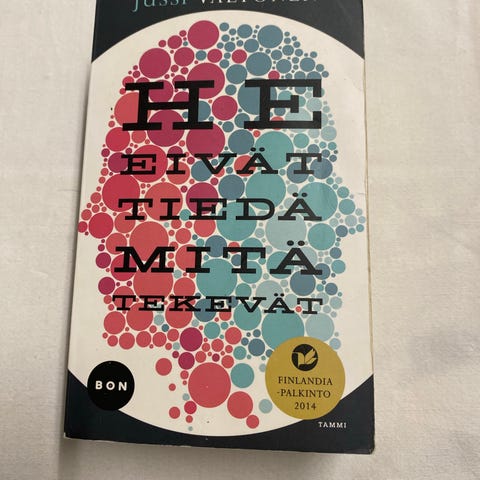 Jussi VALTONEN
HE
EIVÄT
TIEDÄ
MITÄ
TEKEVÄT
BON
FINLANDIA
-PALKINTO
2014
TAMMI